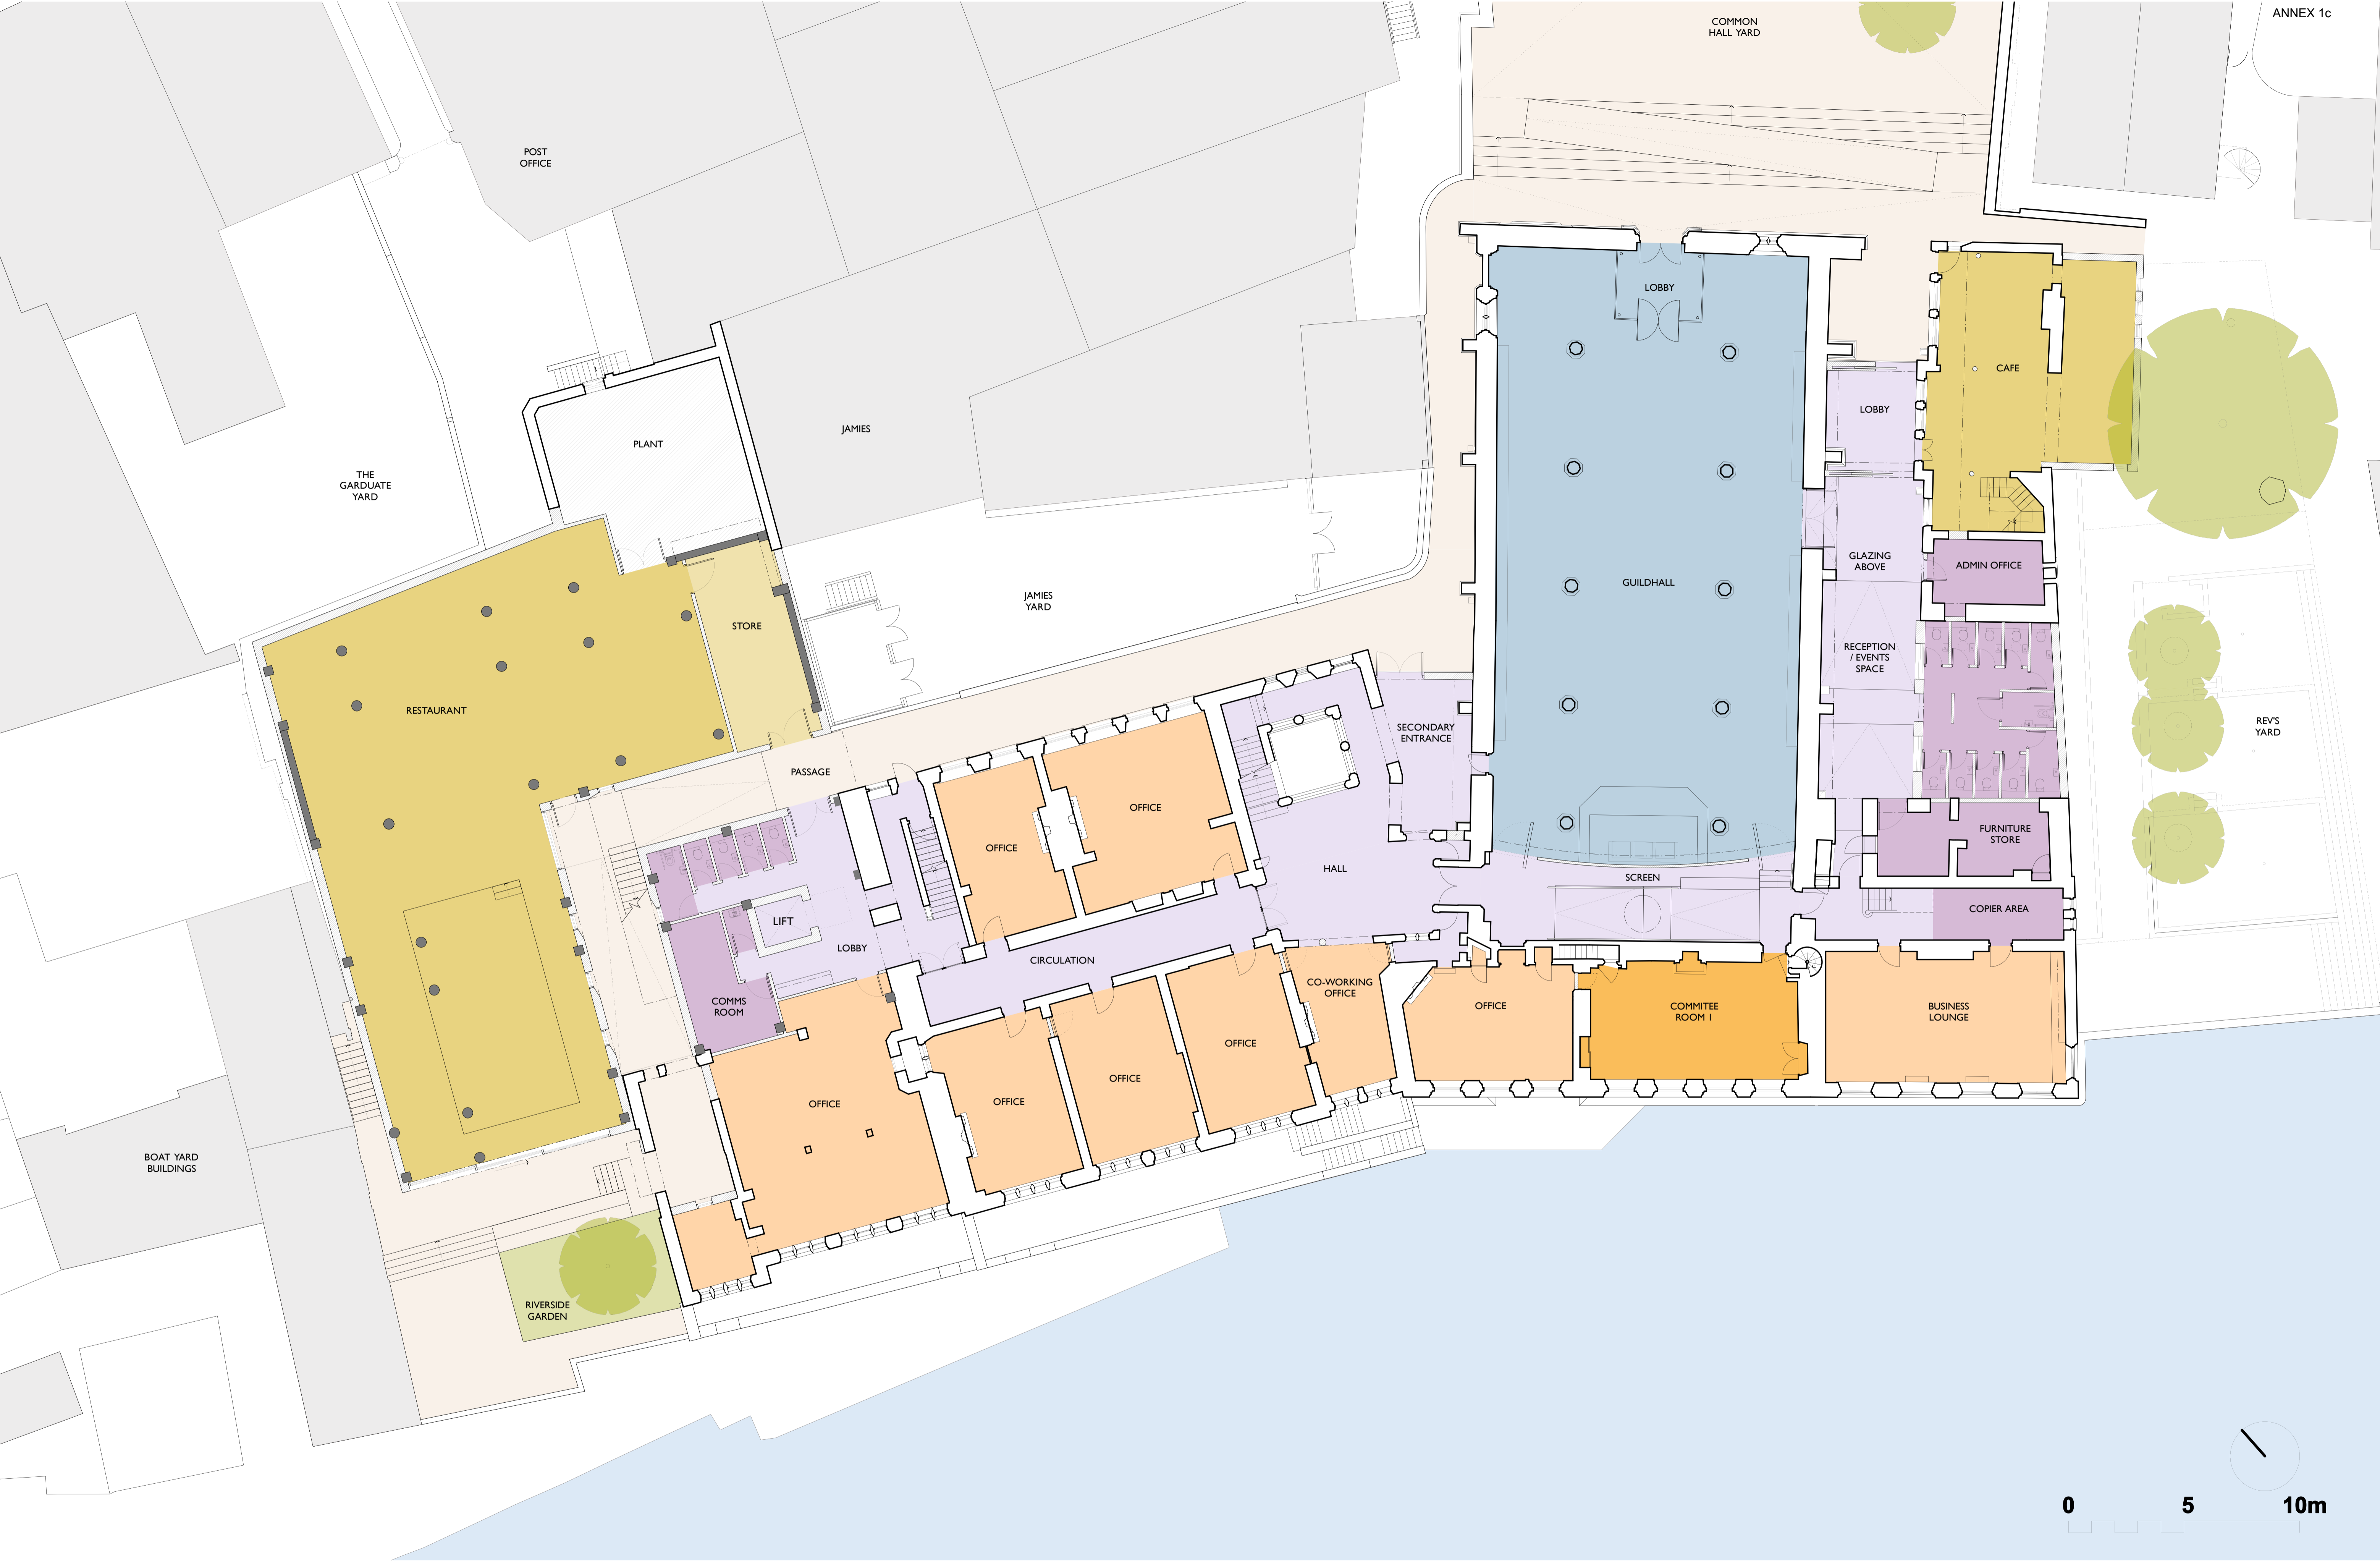 ANNEX 1c
COMMON
HALL YARD
POST
OFFICE
LOBBY
CAFE
LOBBY
JAMIES
PLANT
THE
GARDUATE
YARD
GLAZING
ABOVE
ADMIN OFFICE
GUILDHALL
JAMIES
YARD
STORE
RECEPTION
/ EVENTS
SPACE
RESTAURANT
SECONDARY
ENTRANCE
REV'S
YARD
PASSAGE
OFFICE
OFFICE
FURNITURE
STORE
HALL
SCREEN
COPIER AREA
LIFT
LOBBY
CIRCULATION
CO-WORKING
OFFICE
COMMS
ROOM
OFFICE
COMMITEE
ROOM 1
BUSINESS
LOUNGE
OFFICE
OFFICE
OFFICE
OFFICE
BOAT YARD
BUILDINGS
RIVERSIDE
GARDEN
0 5 10m